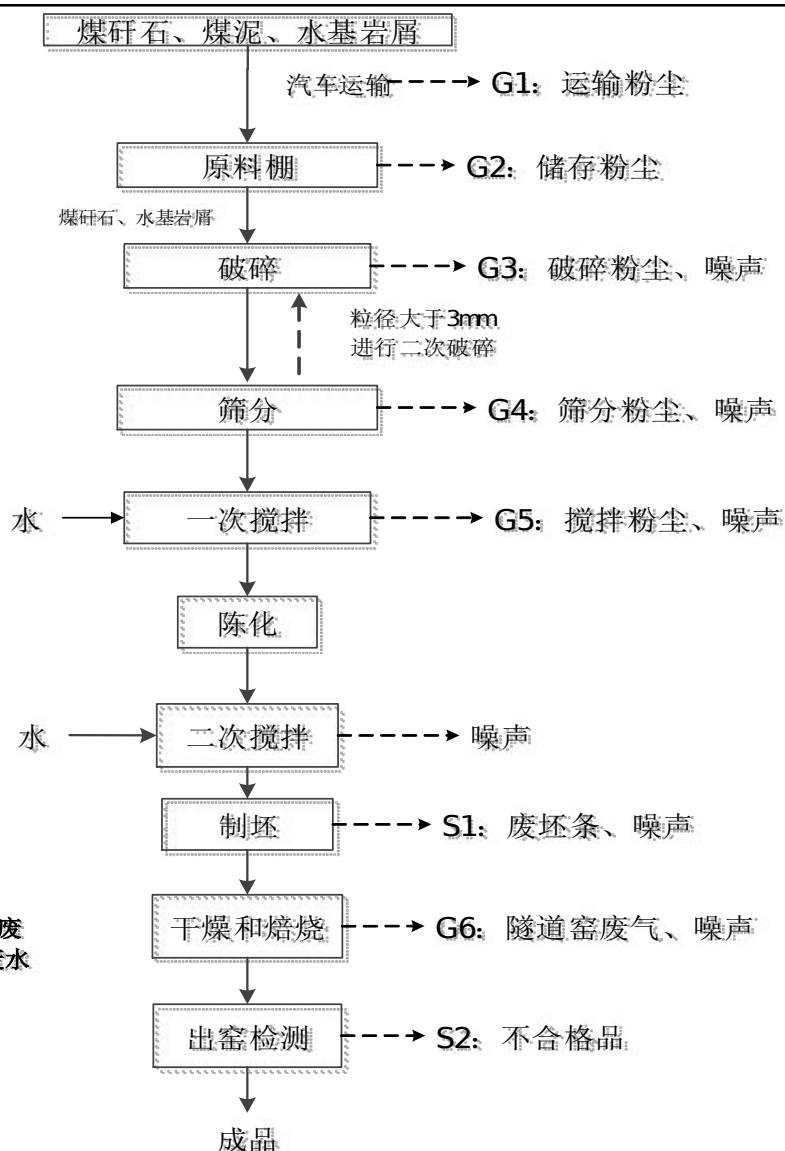 煤矸石、煤泥、水基岩屑
汽车运输
G1：运输粉尘
原料棚
G2：储存粉尘
煤矸石、水基岩屑
破碎
G3：破碎粉尘、噪声
粒径大于3mm
进行二次破碎
筛分
G4：筛分粉尘、噪声
水
一次搅拌
G5：搅拌粉尘、噪声
陈化
水
二次搅拌
噪声
制坯
S1：废坯条、噪声
废
水
干燥和焙烧
G6：隧道窑废气、噪声
出窑检测
S2：不合格品
成品